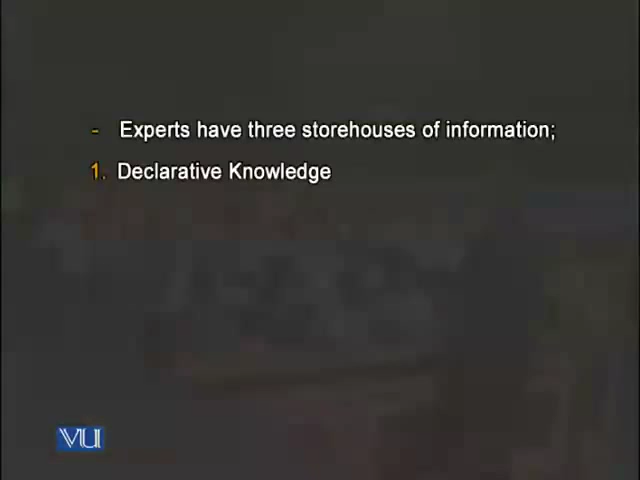 - Experts have three storehouses of information;
1. Declarative Knowledge
VU